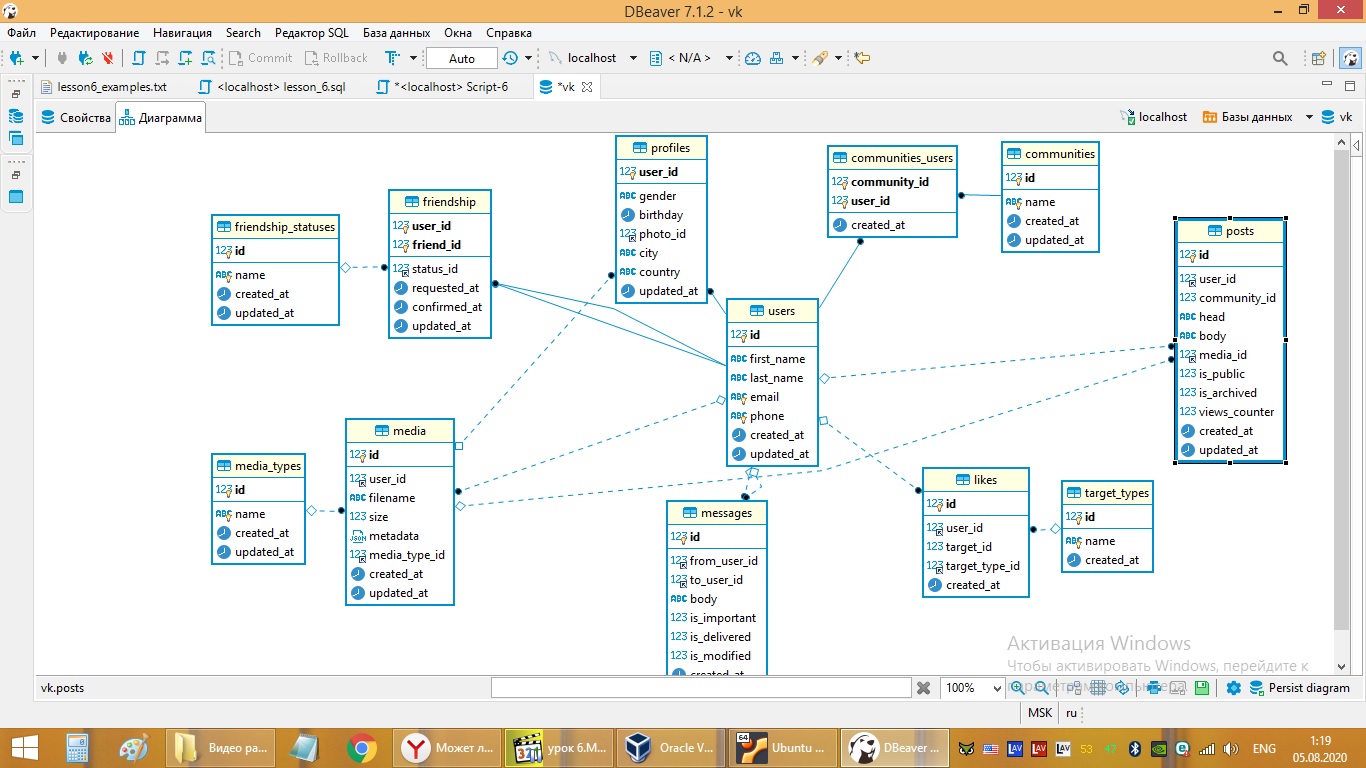 DBeaver 7.1.2 - vk
Файл Редактирование Навигация Search Редактор SQL База данных Окна Справка
Commit Rollback Auto localhost < N/A >
lesson6_examples.txt <localhost> lesson_6.sql *<localhost> Script-6 *vk
Свойства Диаграмма localhost Базы данных vk
profiles
user_id
gender
birthday
photo_id
city
country
updated_at
communities_users
community_id
user_id
created_at
communities
id
name
created_at
updated_at
friendship
user_id
friend_id
status_id
requested_at
confirmed_at
updated_at
friendship_statuses
id
name
created_at
updated_at
posts
id
user_id
community_id
head
body
media_id
is_public
is_archived
views_counter
created_at
updated_at
users
id
first_name
last_name
email
phone
created_at
updated_at
media
id
user_id
filename
size
metadata
media_type_id
created_at
updated_at
media_types
id
name
created_at
updated_at
likes
id
user_id
target_id
target_type_id
created_at
target_types
id
name
created_at
messages
id
from_user_id
to_user_id
body
is_important
is_delivered
is_modified
created_at
Активация Windows
Чтобы активировать Windows, перейдите к
параметрам компьютера.
vk.posts 100% Persist diagram
MSK ru
Видео ра... Может л... урок 6.M... Oracle V... Ubuntu ... DBeaver ... 53 47 ENG 1:19
05.08.2020